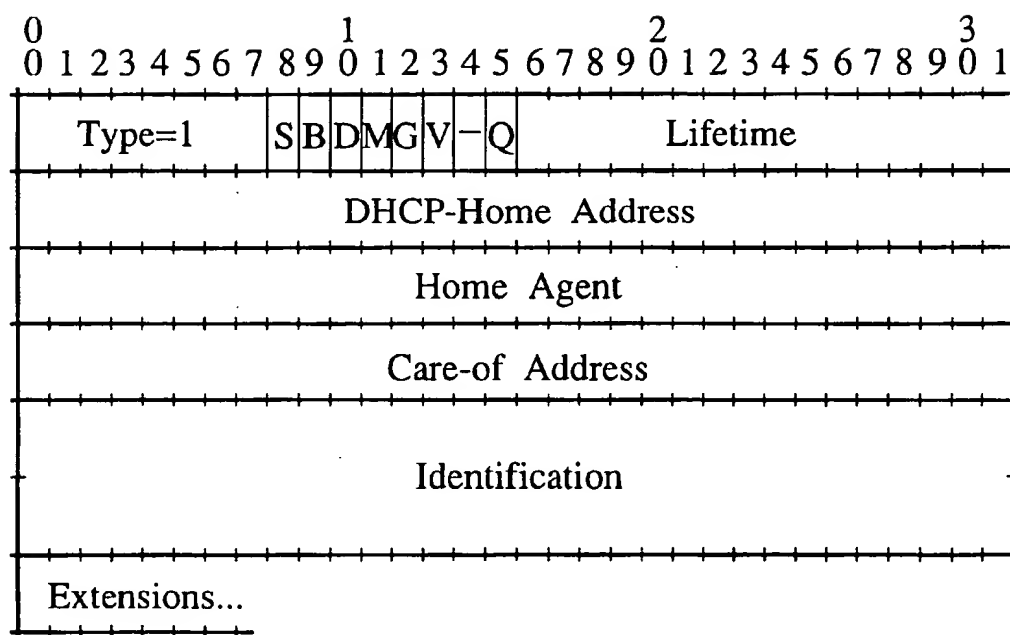 0 1 2 3
0 1 2 3 4 5 6 7 8 9 0 1 2 3 4 5 6 7 8 9 0 1 2 3 4 5 6 7 8 9 0 1
Type=1 S B D M G V - Q Lifetime
DHCP-Home Address
Home Agent
Care-of Address
Identification
Extensions...